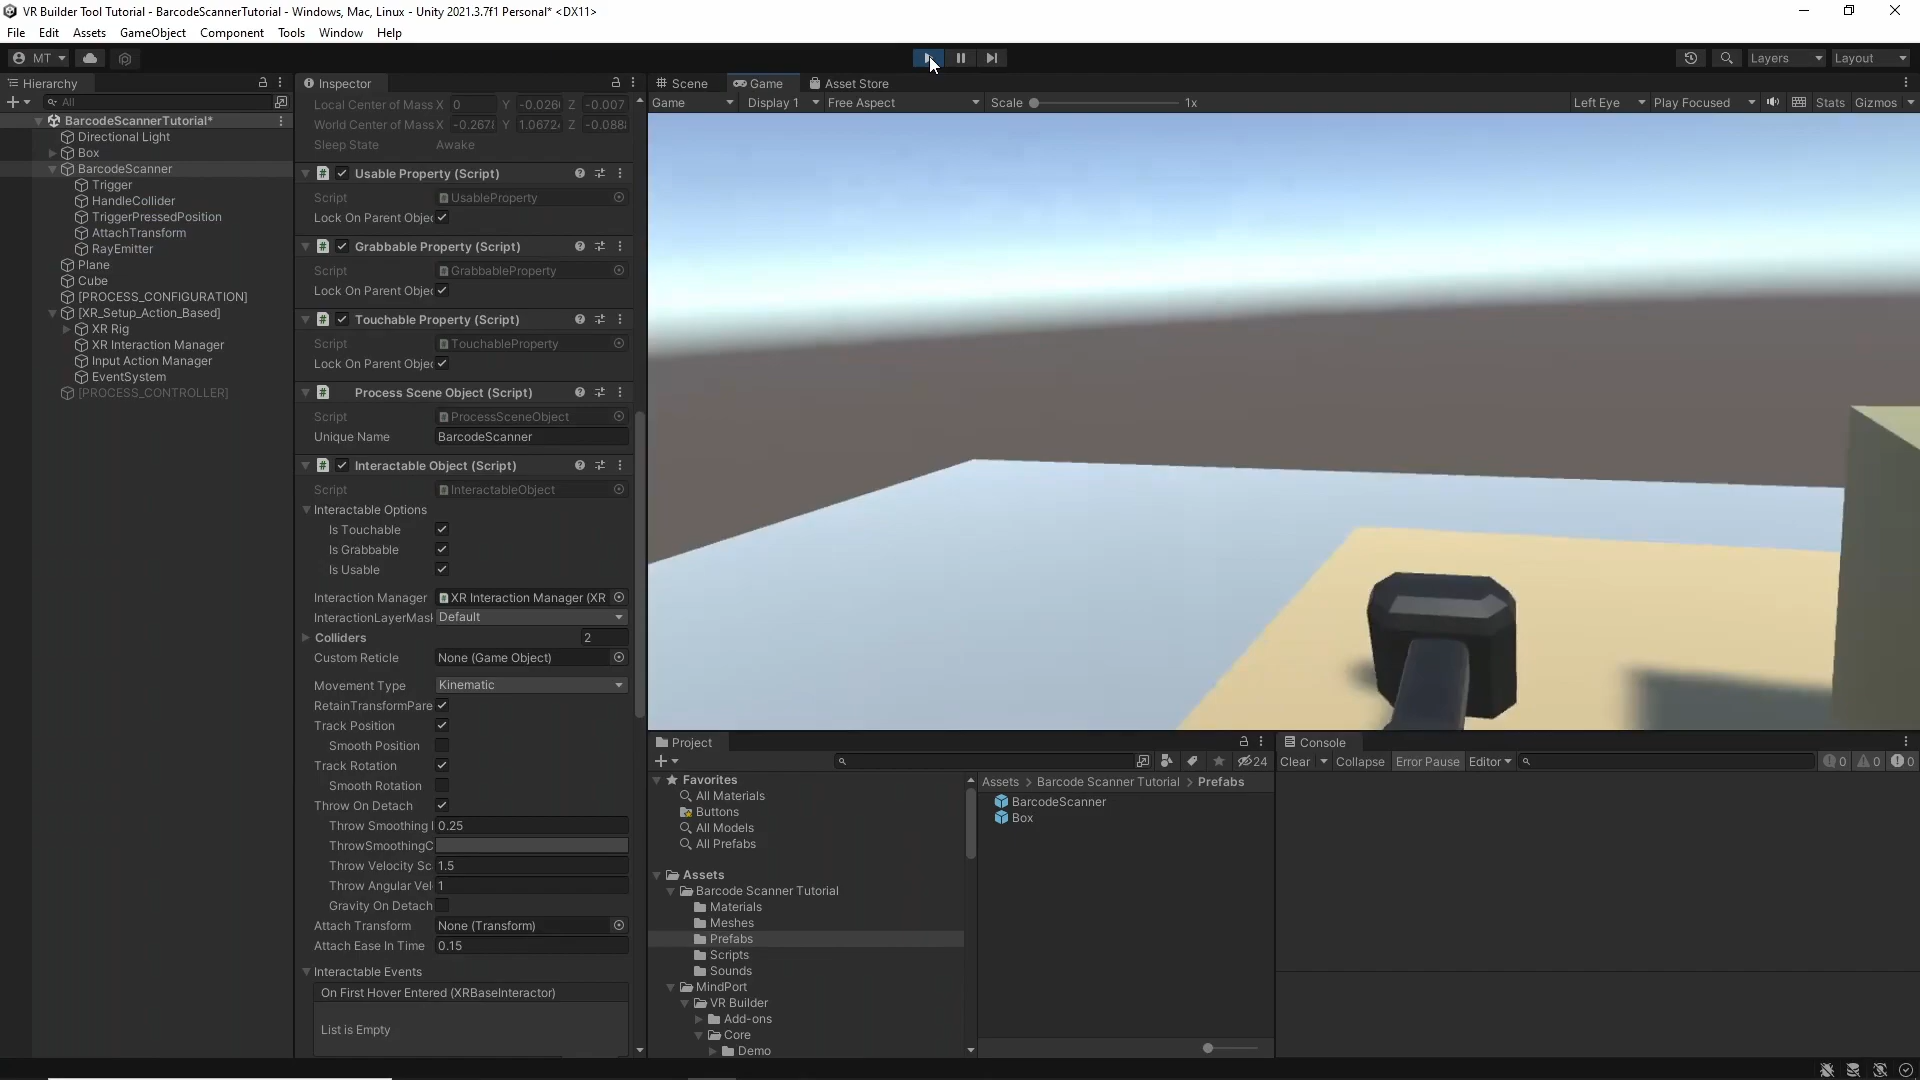 VR Builder Tool Tutorial - BarcodeScannerTutorial - Windows, Mac, Linux - Unity 2021.3.7f1 Personal* <DX11>
File Edit Assets GameObject Component Tools Window Help
MT
Layers
Layout
Hierarchy
All
BarcodeScannerTutorial*
Directional Light
Box
BarcodeScanner
Trigger
HandleCollider
TriggerPressedPosition
AttachTransform
RayEmitter
Plane
Cube
[PROCESS_CONFIGURATION]
[XR_Setup_Action_Based]
XR Rig
XR Interaction Manager
Input Action Manager
EventSystem
[PROCESS_CONTROLLER]
Inspector
Local Center of Mass X 0 Y -0.026 Z -0.007
World Center of Mass X -0.267 Y 1.0672 Z -0.088
Sleep State Awake
Usable Property (Script)
Script UsableProperty
Lock On Parent Objec
Grabbable Property (Script)
Script GrabbableProperty
Lock On Parent Objec
Touchable Property (Script)
Script TouchableProperty
Lock On Parent Objec
Process Scene Object (Script)
Script ProcessSceneObject
Unique Name BarcodeScanner
Interactable Object (Script)
Script InteractableObject
Interactable Options
Is Touchable
Is Grabbable
Is Usable
Interaction Manager XR Interaction Manager (XR
InteractionLayerMask Default
Colliders 2
Custom Reticle None (Game Object)
Movement Type Kinematic
RetainTransformPare
Track Position
Smooth Position
Track Rotation
Smooth Rotation
Throw On Detach
Throw Smoothing 0.25
ThrowSmoothingC
Throw Velocity Sc 1.5
Throw Angular Vel 1
Gravity On Detach
Attach Transform None (Transform)
Attach Ease In Time 0.15
Interactable Events
On First Hover Entered (XRBaseInteractor)
List is Empty
Scene Game Asset Store
Game Display 1 Free Aspect Scale 1x Left Eye Play Focused Stats Gizmos
Project
24
Favorites
All Materials
Buttons
All Models
All Prefabs
Assets
Barcode Scanner Tutorial
Materials
Meshes
Prefabs
Scripts
Sounds
MindPort
VR Builder
Add-ons
Core
Demo
Assets > Barcode Scanner Tutorial > Prefabs
BarcodeScanner
Box
Console
Clear Collapse Error Pause Editor 0 0 0